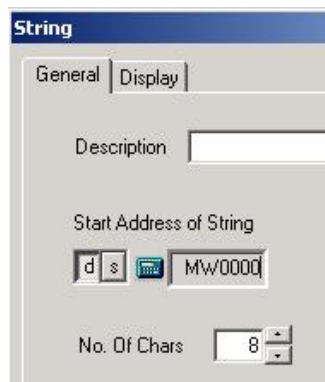 String
General Display
Description
Start Address of String
d s MW0000
No. Of Chars 8